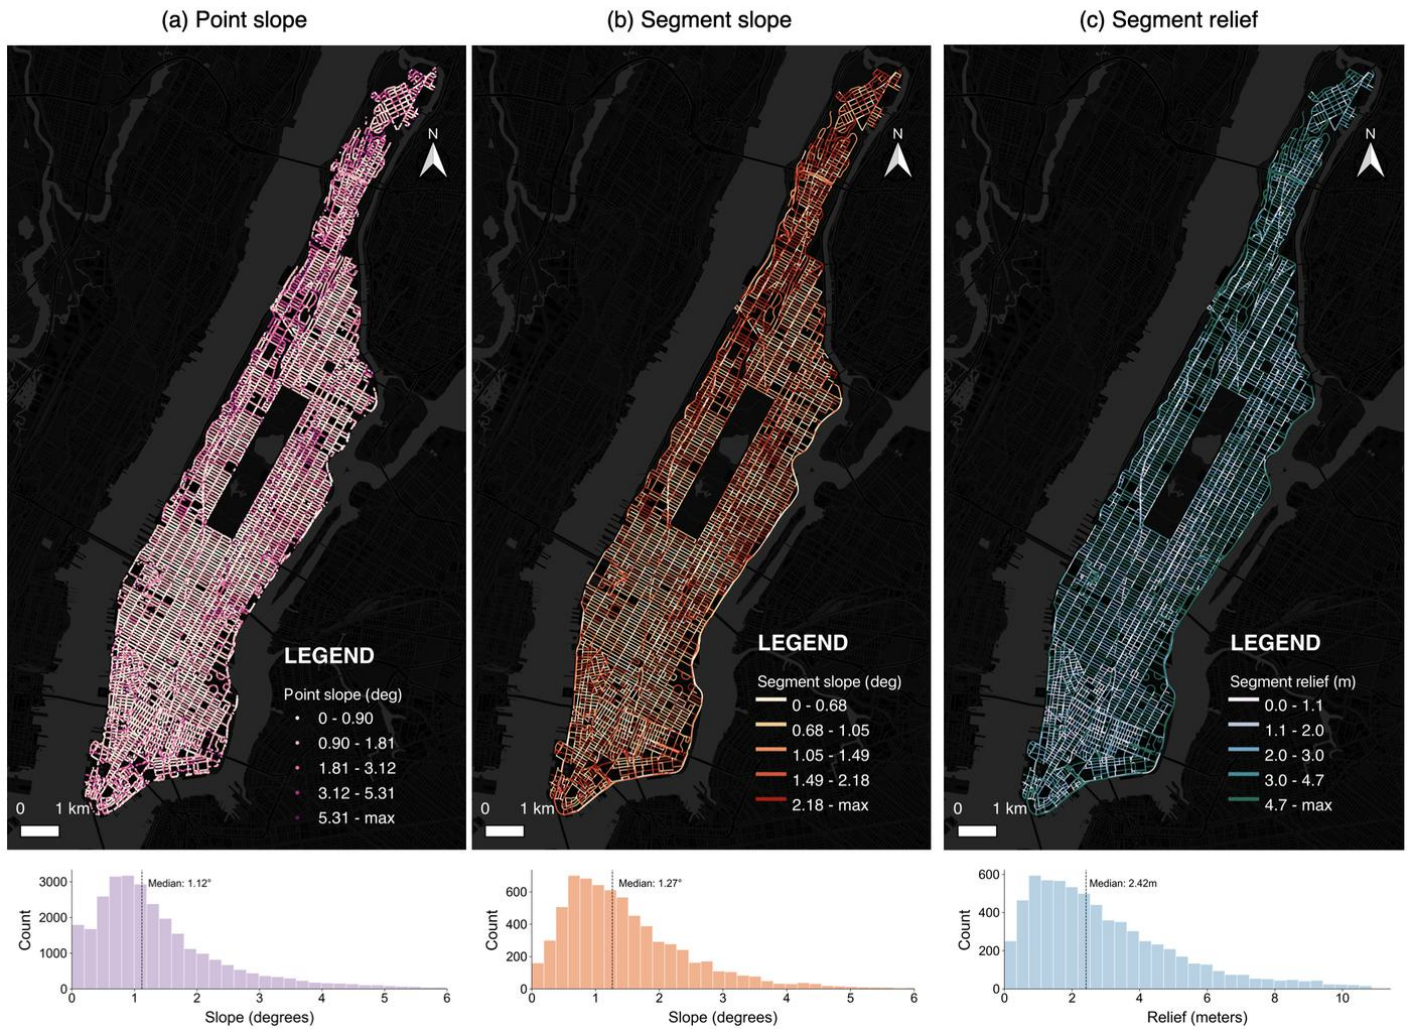 (a) Point slope
(b) Segment slope
(c) Segment relief
N
N
N
LEGEND
Point slope (deg)
0 - 0.90
0.90 - 1.81
1.81 - 3.12
3.12 - 5.31
5.31 - max
0 1 km
LEGEND
Segment slope (deg)
0 - 0.68
0.68 - 1.05
1.05 - 1.49
1.49 - 2.18
2.18 - max
0 1 km
LEGEND
Segment relief (m)
0.0 - 1.1
1.1 - 2.0
2.0 - 3.0
3.0 - 4.7
4.7 - max
0 1 km
Count
3000
2000
1000
0
Median: 1.12°
0 1 2 3 4 5 6
Slope (degrees)
Count
600
400
200
0
Median: 1.27°
0 1 2 3 4 5 6
Slope (degrees)
Count
600
400
200
0
Median: 2.42m
0 2 4 6 8 10
Relief (meters)